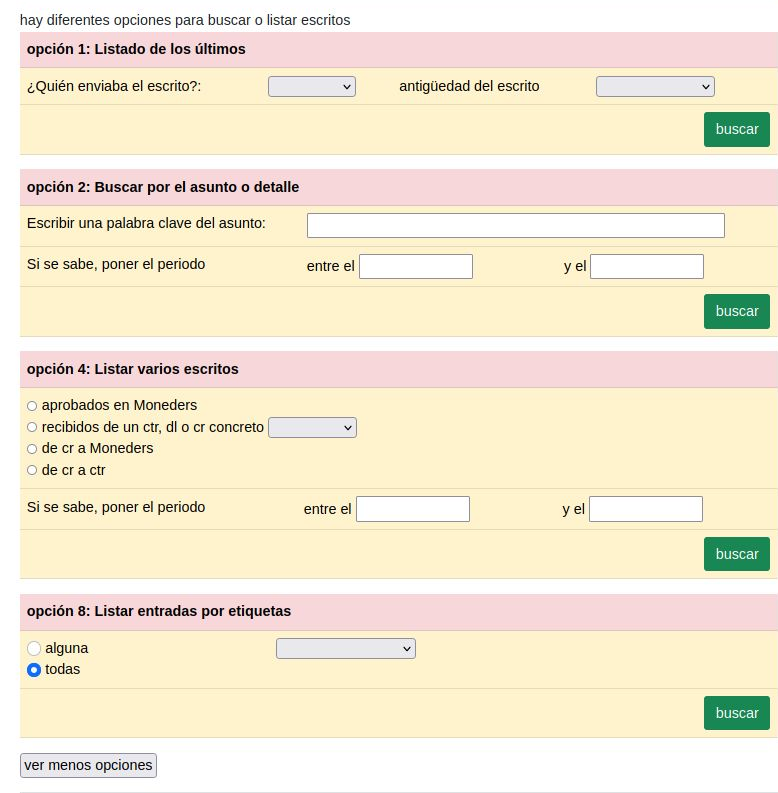 hay diferentes opciones para buscar o listar escritos
opción 1: Listado de los últimos
¿Quién enviaba el escrito?: antigüedad del escrito
buscar
opción 2: Buscar por el asunto o detalle
Escribir una palabra clave del asunto:
Si se sabe, poner el periodo entre el y el
buscar
opción 4: Listar varios escritos
aprobados en Moneders
recibidos de un ctr, dl o cr concreto
de cr a Moneders
de cr a ctr
Si se sabe, poner el periodo entre el y el
buscar
opción 8: Listar entradas por etiquetas
alguna
todas
buscar
ver menos opciones